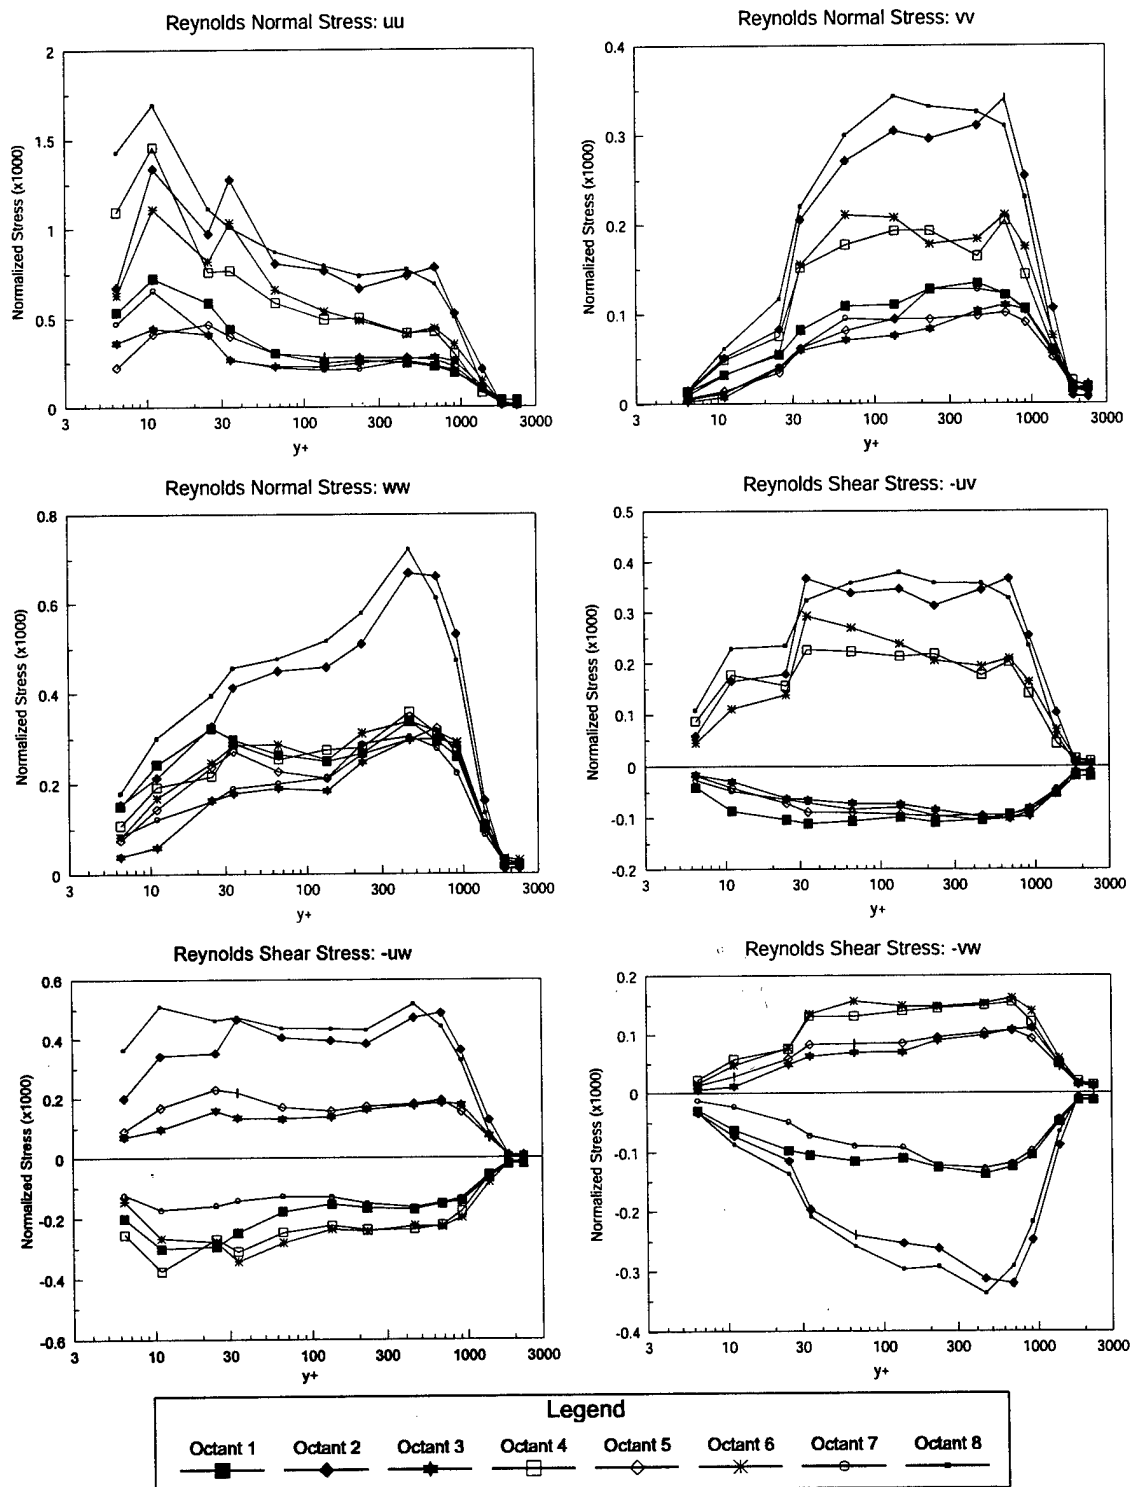 Reynolds Normal Stress: uu
Normalized Stress (x1000)
2
1.5
1
0.5
0
3 10 30 100 300 1000 3000
y+
Reynolds Normal Stress: vv
Normalized Stress (x1000)
0.4
0.3
0.2
0.1
0
3 10 30 100 300 1000 3000
y+
Reynolds Normal Stress: ww
Normalized Stress (x1000)
0.8
0.6
0.4
0.2
0
3 10 30 100 300 1000 3000
y+
Reynolds Shear Stress: -uv
Normalized Stress (x1000)
0.5
0.4
0.3
0.2
0.1
0
-0.1
-0.2
3 10 30 100 300 1000 3000
y+
Reynolds Shear Stress: -uw
Normalized Stress (x1000)
0.6
0.4
0.2
0
-0.2
-0.4
-0.6
3 10 30 100 300 1000 3000
y+
Reynolds Shear Stress: -vw
Normalized Stress (x1000)
0.2
0.1
0
-0.1
-0.2
-0.3
-0.4
3 10 30 100 300 1000 3000
y+
Legend
Octant 1 Octant 2 Octant 3 Octant 4 Octant 5 Octant 6 Octant 7 Octant 8